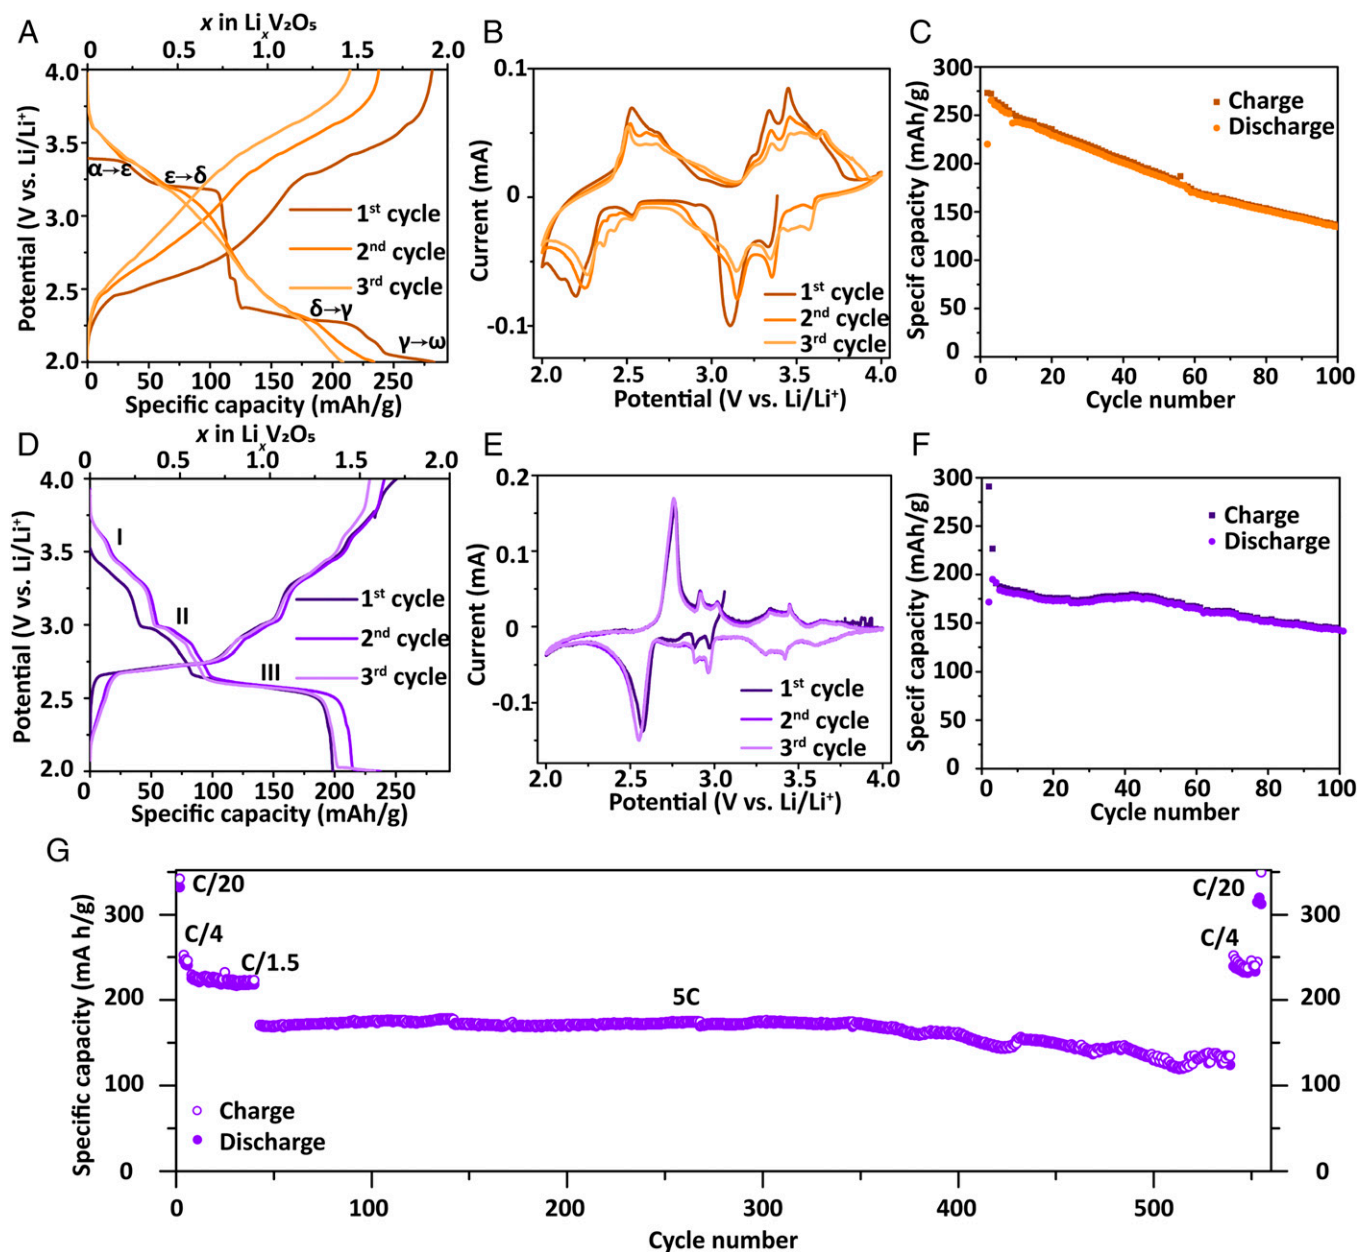 A
x in LixV₂O₅
0 0.5 1.0 1.5 2.0
Potential (V vs. Li/Li⁺)
4.0
3.5
3.0
2.5
2.0
α→ε
ε→δ
δ→γ
γ→ω
1st cycle
2nd cycle
3rd cycle
0 50 100 150 200 250
Specific capacity (mAh/g)
B
Current (mA)
0.1
0
-0.1
1st cycle
2nd cycle
3rd cycle
2.0 2.5 3.0 3.5 4.0
Potential (V vs. Li/Li⁺)
C
Specif capacity (mAh/g)
300
250
200
150
100
50
0
Charge
Discharge
0 20 40 60 80 100
Cycle number
D
x in LixV₂O₅
0 0.5 1.0 1.5 2.0
Potential (V vs. Li/Li⁺)
4.0
3.5
3.0
2.5
2.0
I
II
III
1st cycle
2nd cycle
3rd cycle
0 50 100 150 200 250
Specific capacity (mAh/g)
E
Current (mA)
0.2
0.1
0
-0.1
1st cycle
2nd cycle
3rd cycle
2.0 2.5 3.0 3.5 4.0
Potential (V vs. Li/Li⁺)
F
Specif capacity (mAh/g)
300
250
200
150
100
50
0
Charge
Discharge
0 20 40 60 80 100
Cycle number
G
Specific capacity (mA h/g)
300
200
100
0
C/20
C/4
C/1.5
5C
C/20
C/4
Charge
Discharge
300
200
100
0
0 100 200 300 400 500
Cycle number